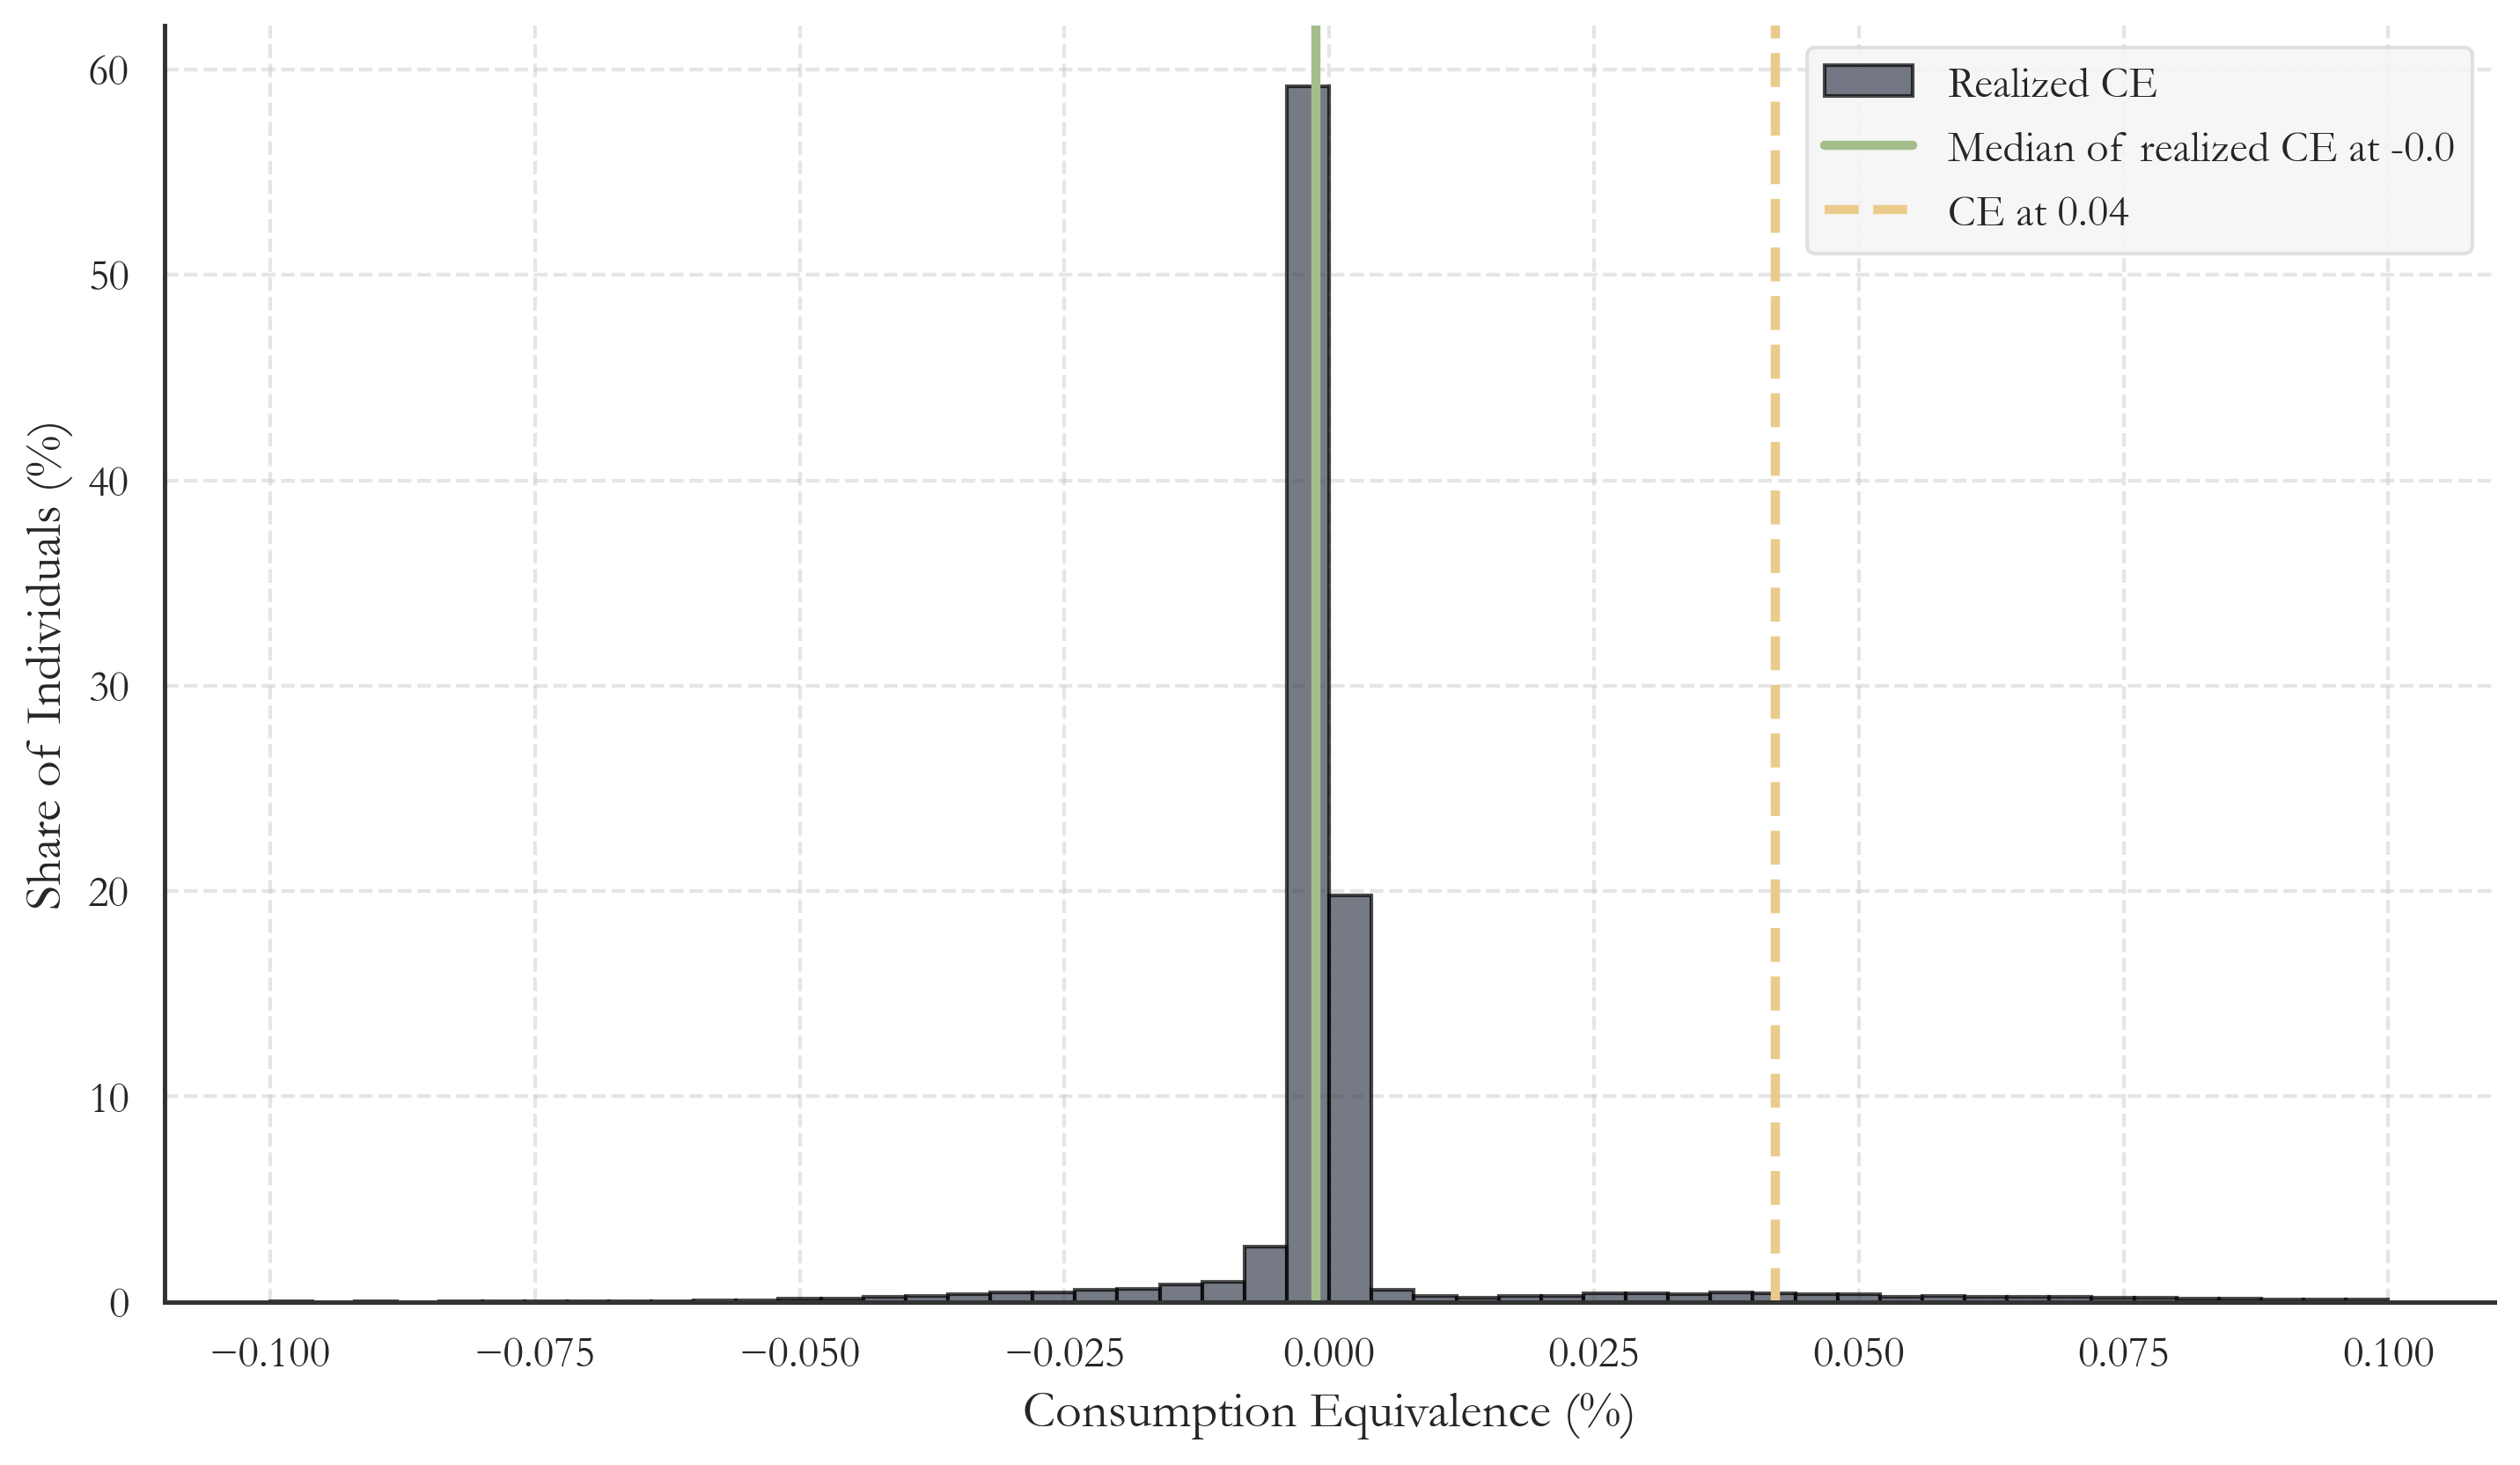 60
50
40
30
20
10
0
Share of Individuals (%)
Realized CE
Median of realized CE at -0.0
CE at 0.04
−0.100 −0.075 −0.050 −0.025 0.000 0.025 0.050 0.075 0.100
Consumption Equivalence (%)